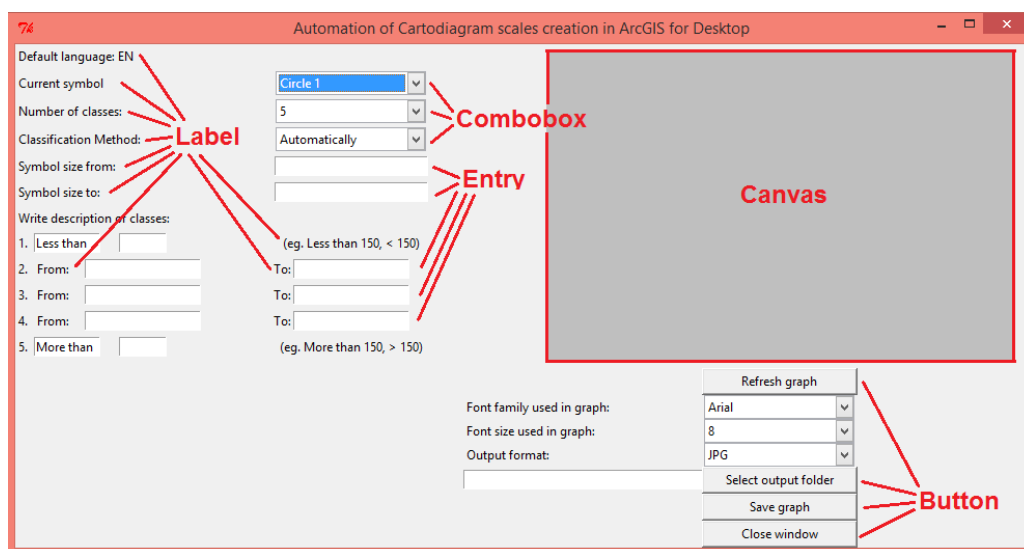 Automation of Cartodiagram scales creation in ArcGIS for Desktop
Default language: EN
Current symbol
Circle 1
Number of classes:
5
Combobox
Classification Method:
Label
Automatically
Symbol size from:
Entry
Symbol size to:
Canvas
Write description of classes:
1. Less than
(eg. Less than 150, < 150)
2. From:
To:
3. From:
To:
4. From:
To:
5. More than
(eg. More than 150, > 150)
Refresh graph
Font family used in graph:
Arial
Font size used in graph:
8
Output format:
JPG
Select output folder
Save graph
Button
Close window